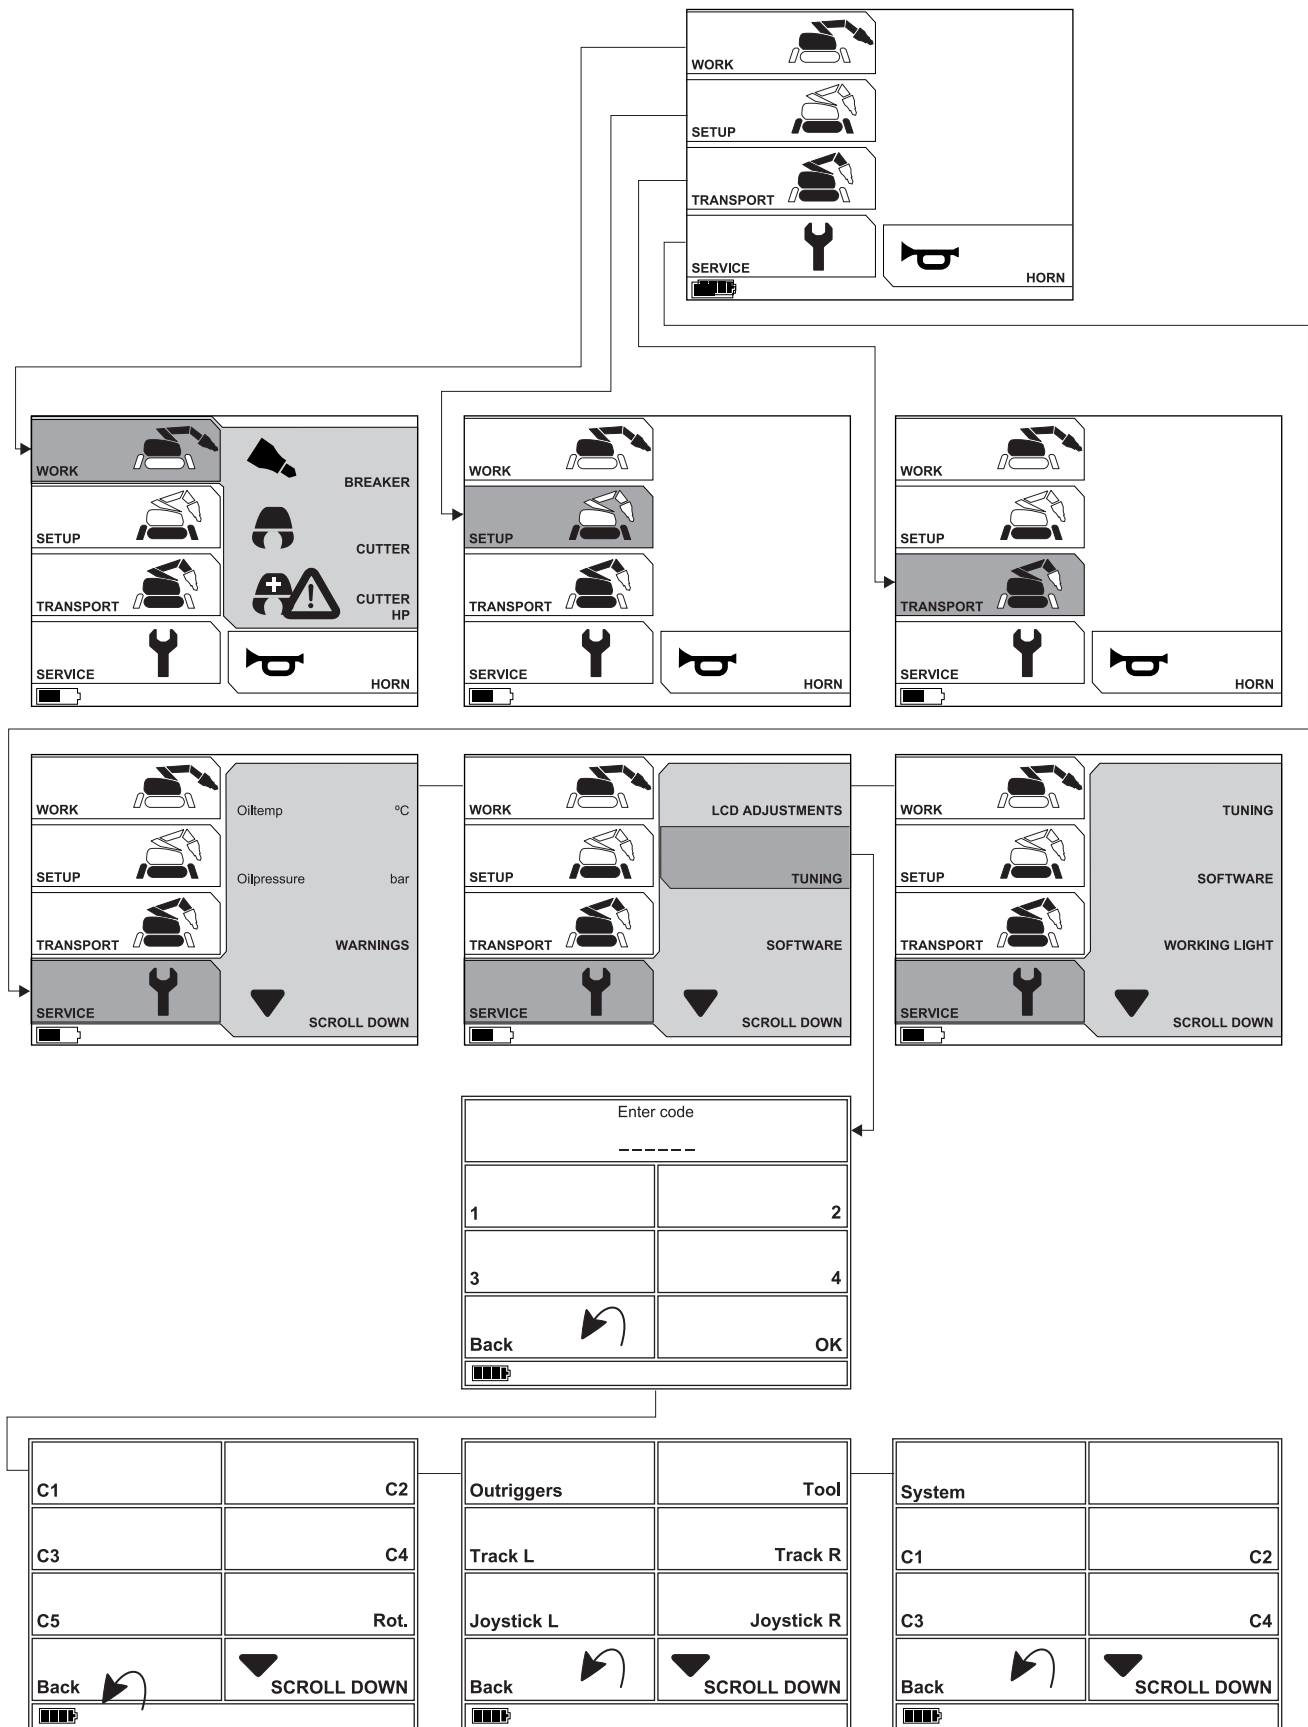 WORK
SETUP
TRANSPORT
SERVICE
HORN
WORK
BREAKER
SETUP
CUTTER
TRANSPORT
CUTTER
HP
SERVICE
HORN
WORK
SETUP
TRANSPORT
SERVICE
HORN
WORK
SETUP
TRANSPORT
SERVICE
HORN
WORK
Oiltemp ºC
SETUP
Oilpressure bar
TRANSPORT
WARNINGS
SERVICE
SCROLL DOWN
WORK
LCD ADJUSTMENTS
SETUP
TUNING
TRANSPORT
SOFTWARE
SERVICE
SCROLL DOWN
WORK
TUNING
SETUP
SOFTWARE
TRANSPORT
WORKING LIGHT
SERVICE
SCROLL DOWN
Enter code
_ _ _ _ _ _
1 2
3 4
Back OK
C1 C2
C3 C4
C5 Rot.
Back SCROLL DOWN
Outriggers Tool
Track L Track R
Joystick L Joystick R
Back SCROLL DOWN
System
C1 C2
C3 C4
Back SCROLL DOWN